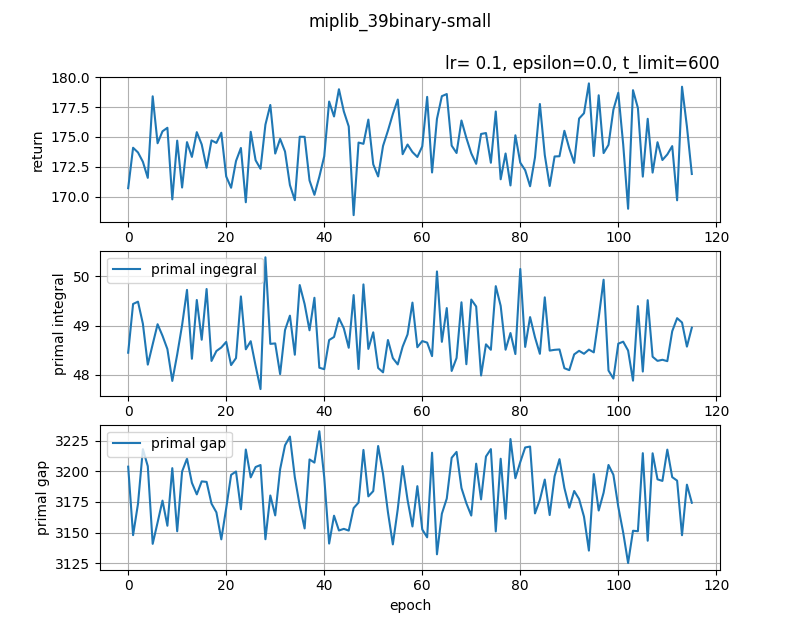 miplib_39binary-small
lr= 0.1, epsilon=0.0, t_limit=600
return
180.0
177.5
175.0
172.5
170.0
0 20 40 60 80 100 120
primal integral
primal ingegral
50
49
48
0 20 40 60 80 100 120
primal gap
primal gap
3225
3200
3175
3150
3125
0 20 40 60 80 100 120
epoch